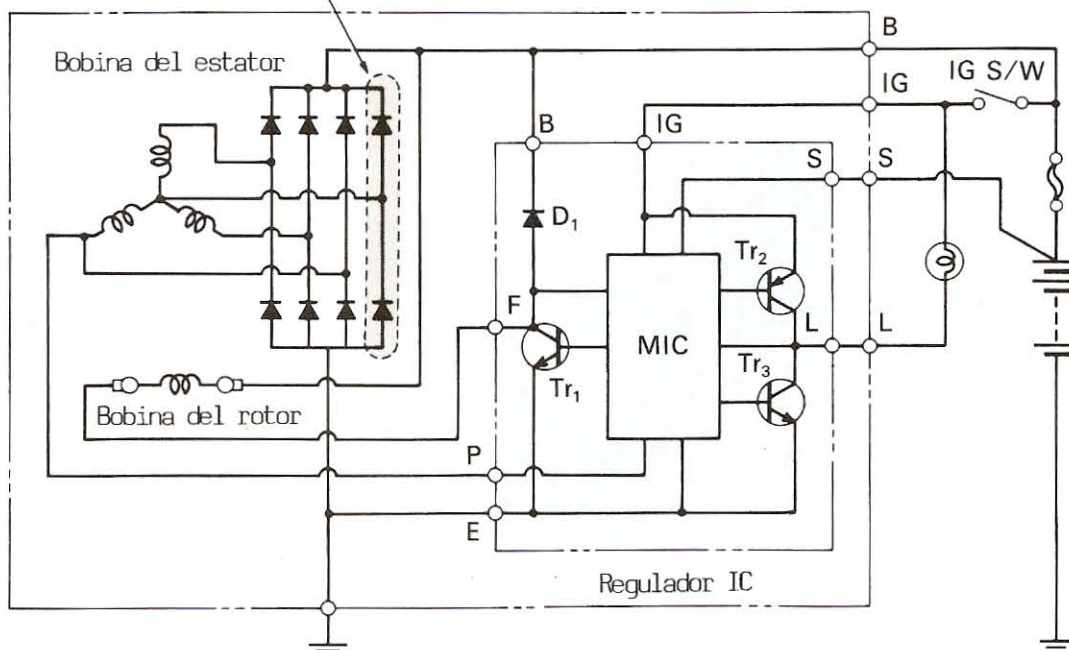 B
Bobina del estator
IG S/W
IG
B
IG
S
S
D₁
Tr₂
F
MIC
L
L
Tr₁
Tr₃
Bobina del rotor
P
E
Regulador IC